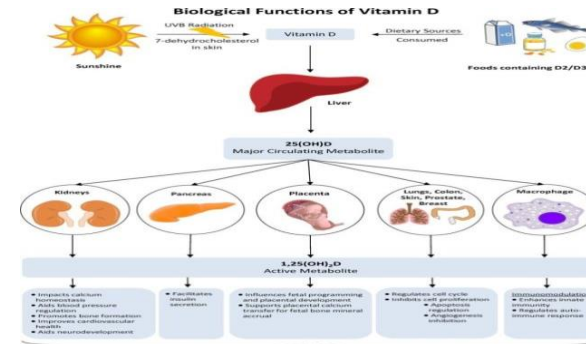 Biological Functions of Vitamin D
UVB Radiation
7-dehydrocholesterol
in skin
Vitamin D
Dietary Sources
Consumed
Sunshine
Foods containing D2/D3
Liver
25(OH)D
Major Circulating Metabolite
Kidneys
Pancreas
Placenta
Lungs, Colon,
Skin, Prostate,
Breast
Macrophage
1,25(OH)₂D
Active Metabolite
• Impacts calcium
homeostasis
• Aids blood pressure
regulation
• Promotes bone formation
• Improves cardiovascular
health
• Aids neurodevelopment
• Facilitates
insulin
secretion
• Influences fetal programming
and placental development
• Supports placental calcium
transfer for fetal bone mineral
accrual
• Regulates cell cycle
• Inhibits cell proliferation
• Apoptosis
regulation
• Angiogenesis
inhibition
Immunomodulation
• Enhances innate
immunity
• Regulates auto-
immune response